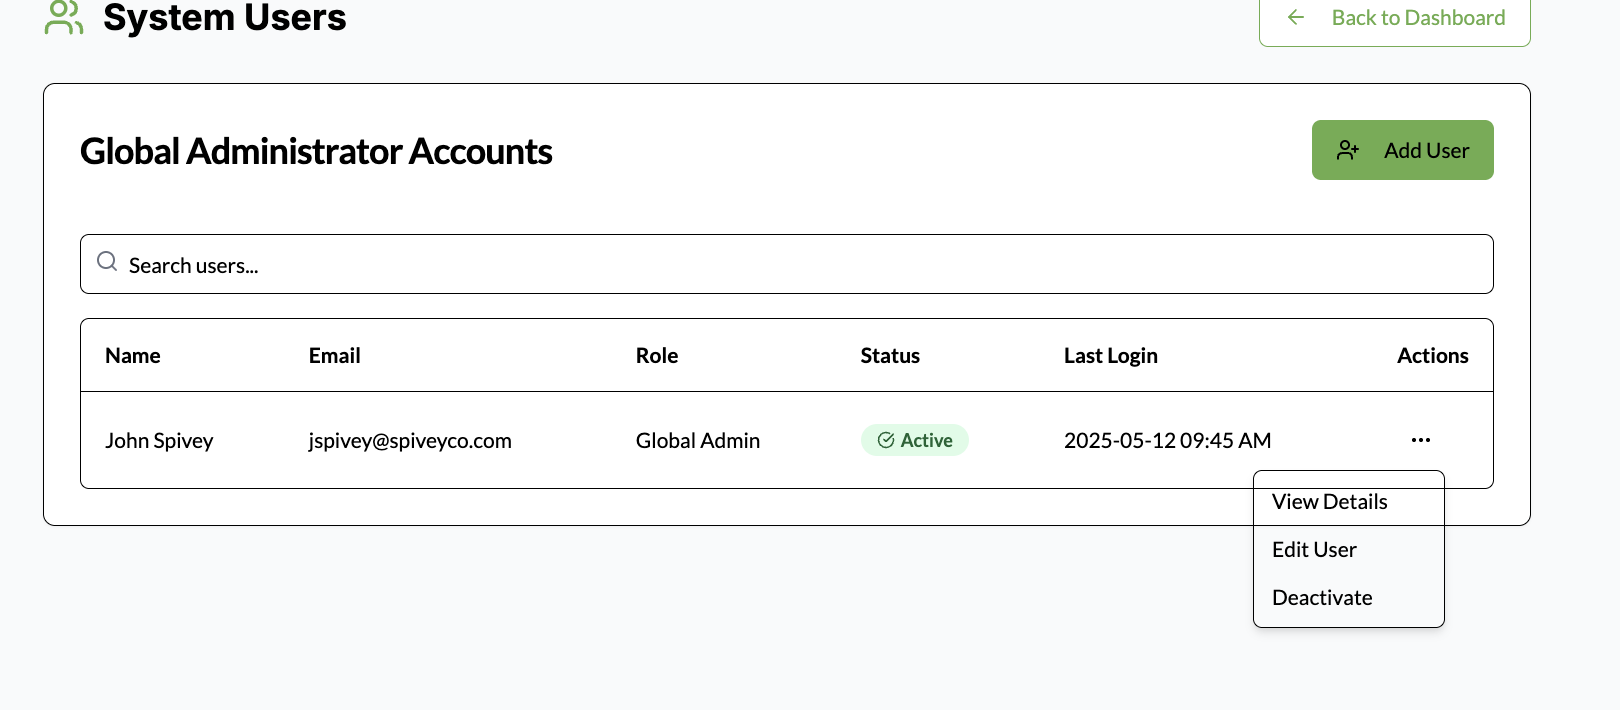 System Users
Back to Dashboard
Global Administrator Accounts
Add User
Search users...
Name Email Role Status Last Login Actions
John Spivey jspivey@spiveyco.com Global Admin Active 2025-05-12 09:45 AM ...
View Details
Edit User
Deactivate